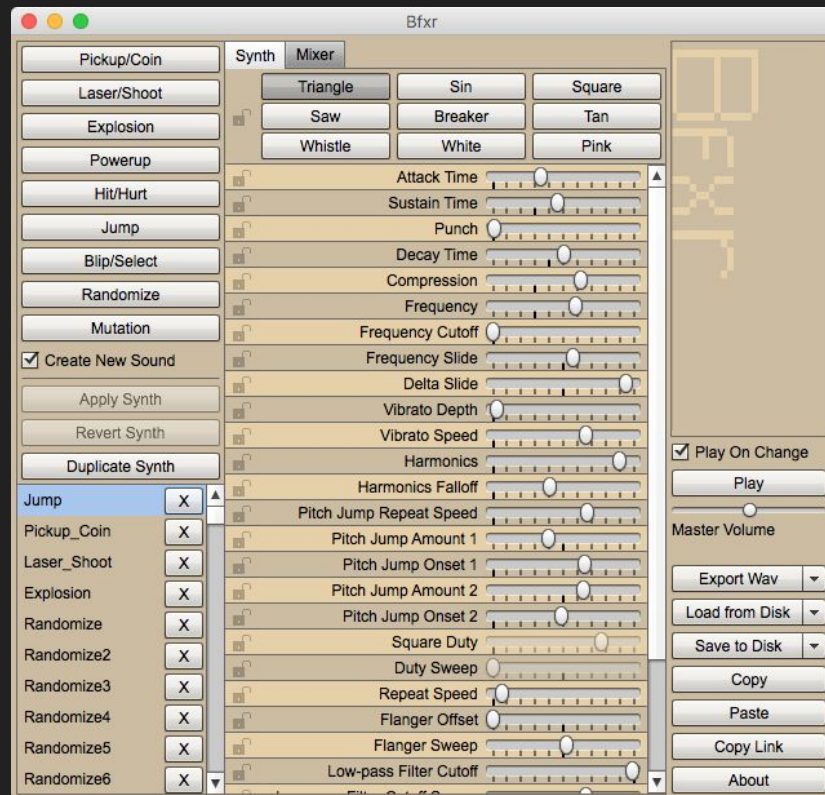 Bfxr
Pickup/Coin
Laser/Shoot
Explosion
Powerup
Hit/Hurt
Jump
Blip/Select
Randomize
Mutation
Create New Sound
Apply Synth
Revert Synth
Duplicate Synth
Jump X
Pickup_Coin X
Laser_Shoot X
Explosion X
Randomize X
Randomize2 X
Randomize3 X
Randomize4 X
Randomize5 X
Randomize6 X
Synth Mixer
Triangle Sin Square
Saw Breaker Tan
Whistle White Pink
Attack Time
Sustain Time
Punch
Decay Time
Compression
Frequency
Frequency Cutoff
Frequency Slide
Delta Slide
Vibrato Depth
Vibrato Speed
Harmonics
Harmonics Falloff
Pitch Jump Repeat Speed
Pitch Jump Amount 1
Pitch Jump Onset 1
Pitch Jump Amount 2
Pitch Jump Onset 2
Square Duty
Duty Sweep
Repeat Speed
Flanger Offset
Flanger Sweep
Low-pass Filter Cutoff
Bfxr
Play On Change
Play
Master Volume
Export Wav
Load from Disk
Save to Disk
Copy
Paste
Copy Link
About